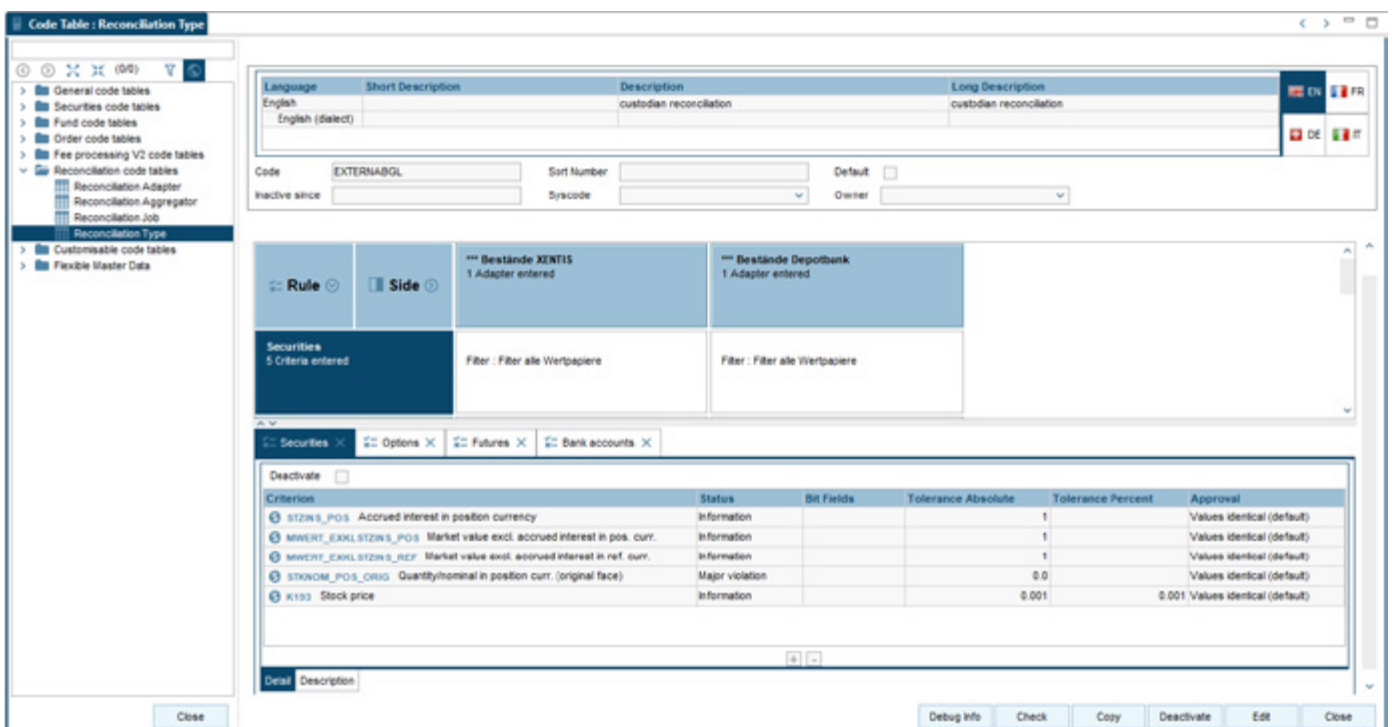 Code Table : Reconciliation Type
(0/0)
General code tables
Securities code tables
Fund code tables
Order code tables
Fee processing V2 code tables
Reconciliation code tables
Reconciliation Adapter
Reconciliation Aggregator
Reconciliation Job
Reconciliation Type
Customisable code tables
Flexible Master Data
Close
Language Short Description Description Long Description
English custodian reconciliation custodian reconciliation
English (dialect)
EN FR
DE IT
Code EXTERNABGL Sort Number Default
Inactive since Syscode Owner
Rule Side
*** Bestände XENTIS
1 Adapter entered
*** Bestände Depotbank
1 Adapter entered
Securities
5 Criteria entered
Filter : Filter alle Wertpapiere
Filter : Filter alle Wertpapiere
Securities Options Futures Bank accounts
Deactivate
Criterion Status Bit Fields Tolerance Absolute Tolerance Percent Approval
STZINS_POS Accrued interest in position currency Information 1 Values identical (default)
MWERT_EXKLSTZINS_POS Market value excl. accrued interest in pos. curr. Information 1 Values identical (default)
MWERT_EXKLSTZINS_REF Market value excl. accrued interest in ref. curr. Information 1 Values identical (default)
STKNOM_POS_ORIG Quantity/nominal in position curr. (original face) Major violation 0.0 Values identical (default)
K193 Stock price Information 0.001 0.001 Values identical (default)
+ -
Detail Description
Debug Info Check Copy Deactivate Edit Close